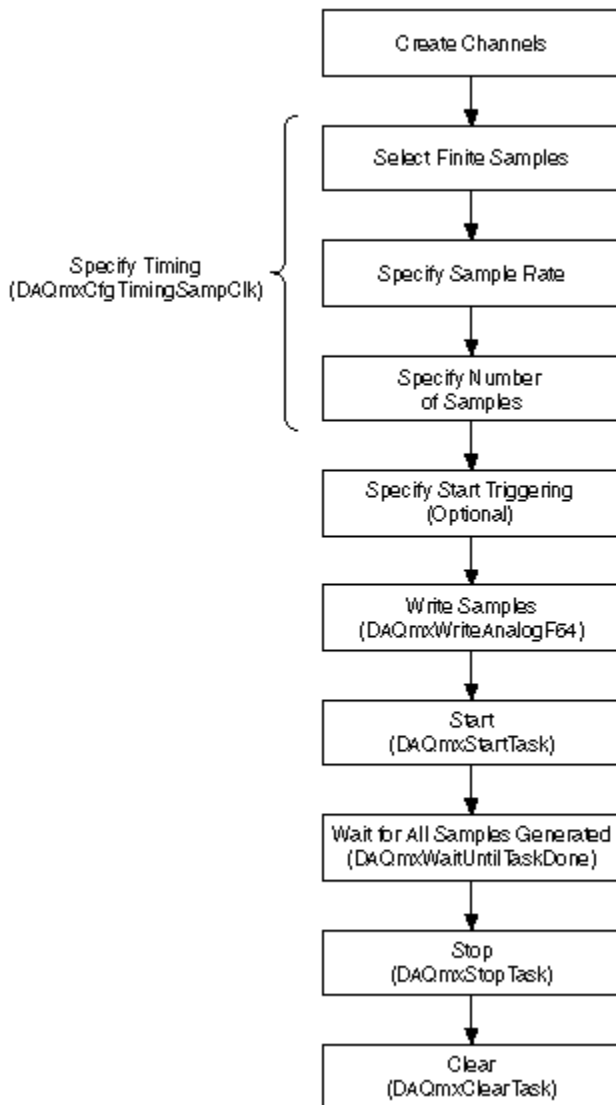 Create Channels
Select Finite Samples
Specify Timing
(DAQmxCfgTimingSampClk)
Specify Sample Rate
Specify Number
of Samples
Specify Start Triggering
(Optional)
Write Samples
(DAQmxWriteAnalogF64)
Start
(DAQmxStartTask)
Wait for All Samples Generated
(DAQmxWaitUntilTaskDone)
Stop
(DAQmxStopTask)
Clear
(DAQmxClearTask)